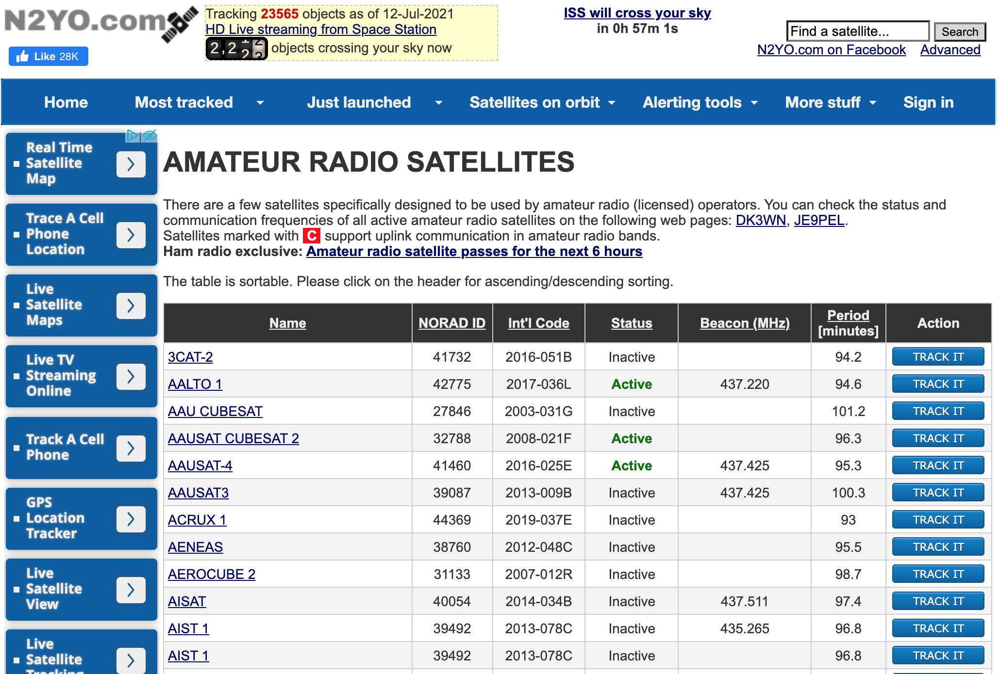 N2YO.com
Like 28K
Tracking 23565 objects as of 12-Jul-2021
HD Live streaming from Space Station
objects crossing your sky now
ISS will cross your sky
in 0h 57m 1s
Find a satellite... Search
N2YO.com on Facebook Advanced
Home Most tracked Just launched Satellites on orbit Alerting tools More stuff Sign in
Real Time
Satellite
Map
Trace A Cell
Phone
Location
Live
Satellite
Maps
Live TV
Streaming
Online
Track A Cell
Phone
GPS
Location
Tracker
Live
Satellite
View
Live
Satellite
Tracking
AMATEUR RADIO SATELLITES
There are a few satellites specifically designed to be used by amateur radio (licensed) operators. You can check the status and
communication frequencies of all active amateur radio satellites on the following web pages: DK3WN, JE9PEL.
Satellites marked with C support uplink communication in amateur radio bands.
Ham radio exclusive: Amateur radio satellite passes for the next 6 hours
The table is sortable. Please click on the header for ascending/descending sorting.
Name NORAD ID Int'l Code Status Beacon (MHz) Period [minutes] Action
3CAT-2 41732 2016-051B Inactive 94.2 TRACK IT
AALTO 1 42775 2017-036L Active 437.220 94.6 TRACK IT
AAU CUBESAT 27846 2003-031G Inactive 101.2 TRACK IT
AAUSAT CUBESAT 2 32788 2008-021F Active 96.3 TRACK IT
AAUSAT-4 41460 2016-025E Active 437.425 95.3 TRACK IT
AAUSAT3 39087 2013-009B Inactive 437.425 100.3 TRACK IT
ACRUX 1 44369 2019-037E Inactive 93 TRACK IT
AENEAS 38760 2012-048C Inactive 95.5 TRACK IT
AEROCUBE 2 31133 2007-012R Inactive 98.7 TRACK IT
AISAT 40054 2014-034B Inactive 437.511 97.4 TRACK IT
AIST 1 39492 2013-078C Inactive 435.265 96.8 TRACK IT
AIST 1 39492 2013-078C Inactive 96.8 TRACK IT